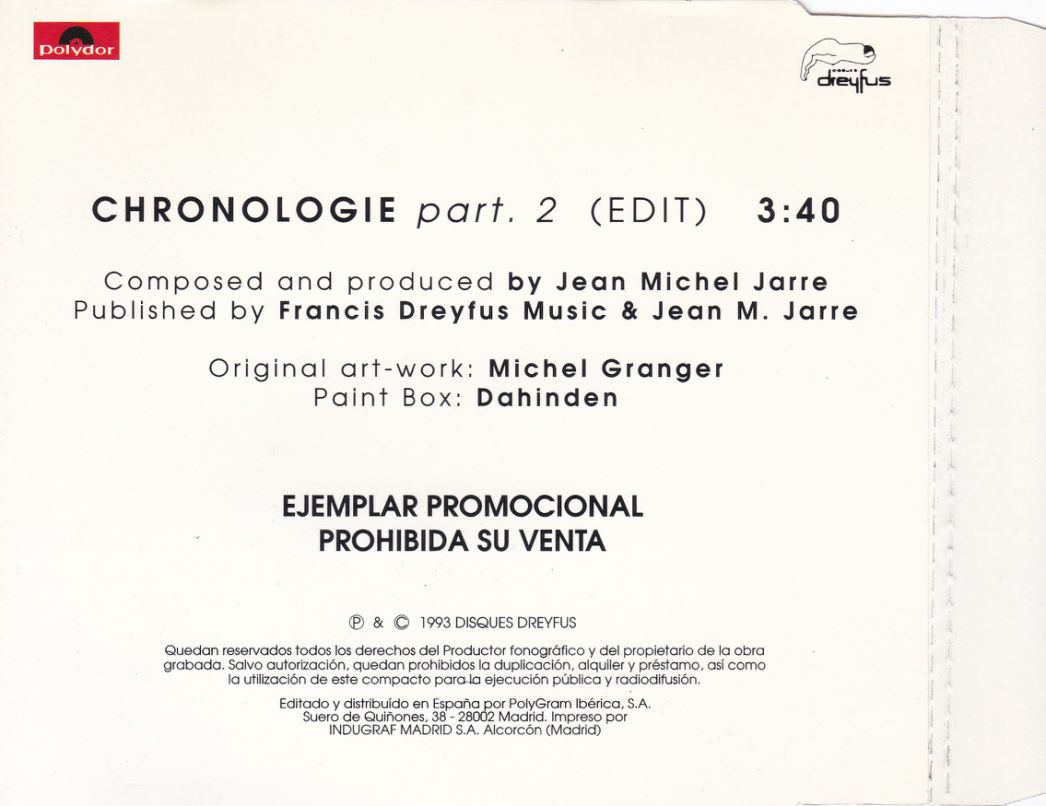 polydor
dreyfus
CHRONOLOGIE part. 2 (EDIT) 3:40
Composed and produced by Jean Michel Jarre
Published by Francis Dreyfus Music & Jean M. Jarre
Original art-work: Michel Granger
Paint Box: Dahinden
EJEMPLAR PROMOCIONAL
PROHIBIDA SU VENTA
℗ & © 1993 DISQUES DREYFUS
Quedan reservados todos los derechos del Productor fonográfico y del propietario de la obra
grabada. Salvo autorización, quedan prohibidos la duplicación, alquiler y préstamo, así como
la utilización de este compacto para la ejecución pública y radiodifusión.
Editado y distribuído en España por PolyGram Ibérica, S.A.
Suero de Quiñones, 38 - 28002 Madrid. Impreso por
INDUGRAF MADRID S.A. Alcorcón (Madrid)